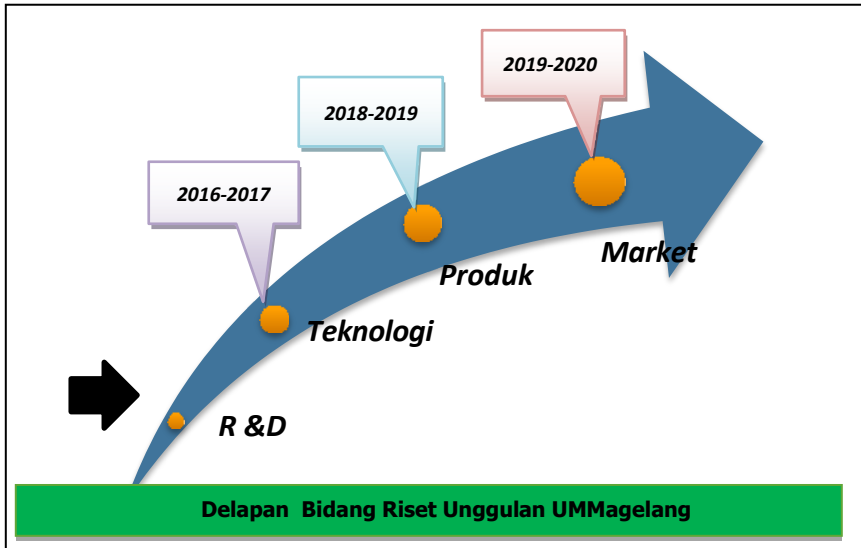 2019-2020
2018-2019
2016-2017
Market
Produk
Teknologi
R &D
Delapan Bidang Riset Unggulan UMMagelang